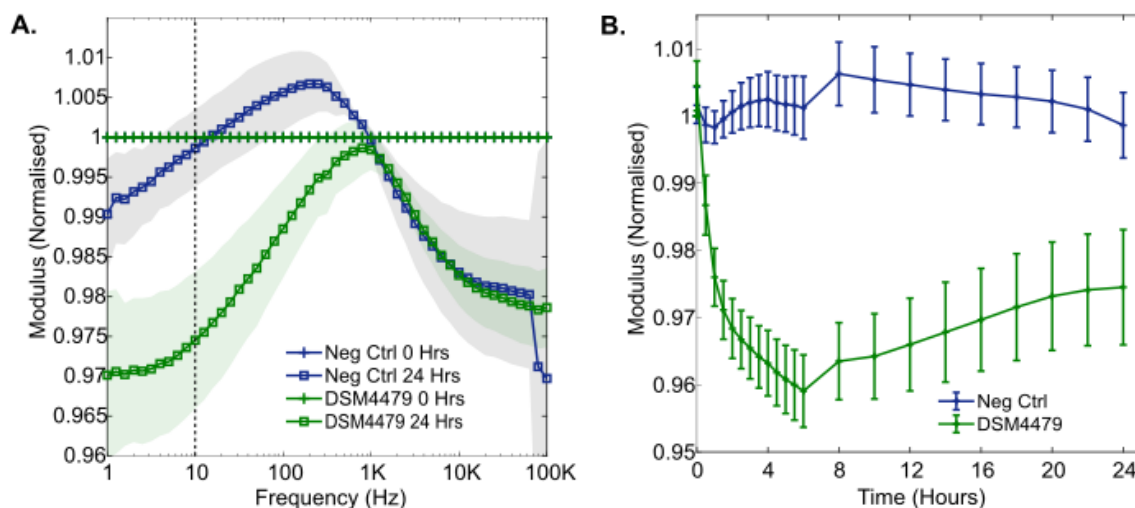 A.
Modulus (Normalised)
1.01
1.005
1
0.995
0.99
0.985
0.98
0.975
0.97
0.965
0.96
Neg Ctrl 0 Hrs
Neg Ctrl 24 Hrs
DSM4479 0 Hrs
DSM4479 24 Hrs
1 10 100 1K 10K 100K
Frequency (Hz)
B.
Modulus (Normalised)
1.01
1
0.99
0.98
0.97
0.96
0.95
Neg Ctrl
DSM4479
0 4 8 12 16 20 24
Time (Hours)